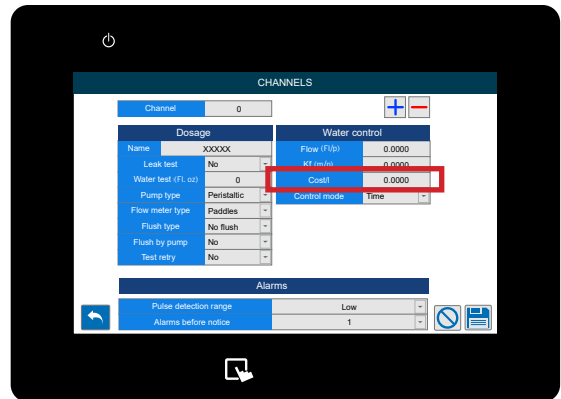 CHANNELS
Channel 0
Dosage
Name XXXXX
Leak test No
Water test (Fl. oz) 0
Pump type Peristaltic
Flow meter type Paddles
Flush type No flush
Flush by pump No
Test retry No
Water control
Flow (Fl/p) 0.0000
Kf (m/p) 0.0000
Cost/l 0.0000
Control mode Time
Alarms
Pulse detection range Low
Alarms before notice 1